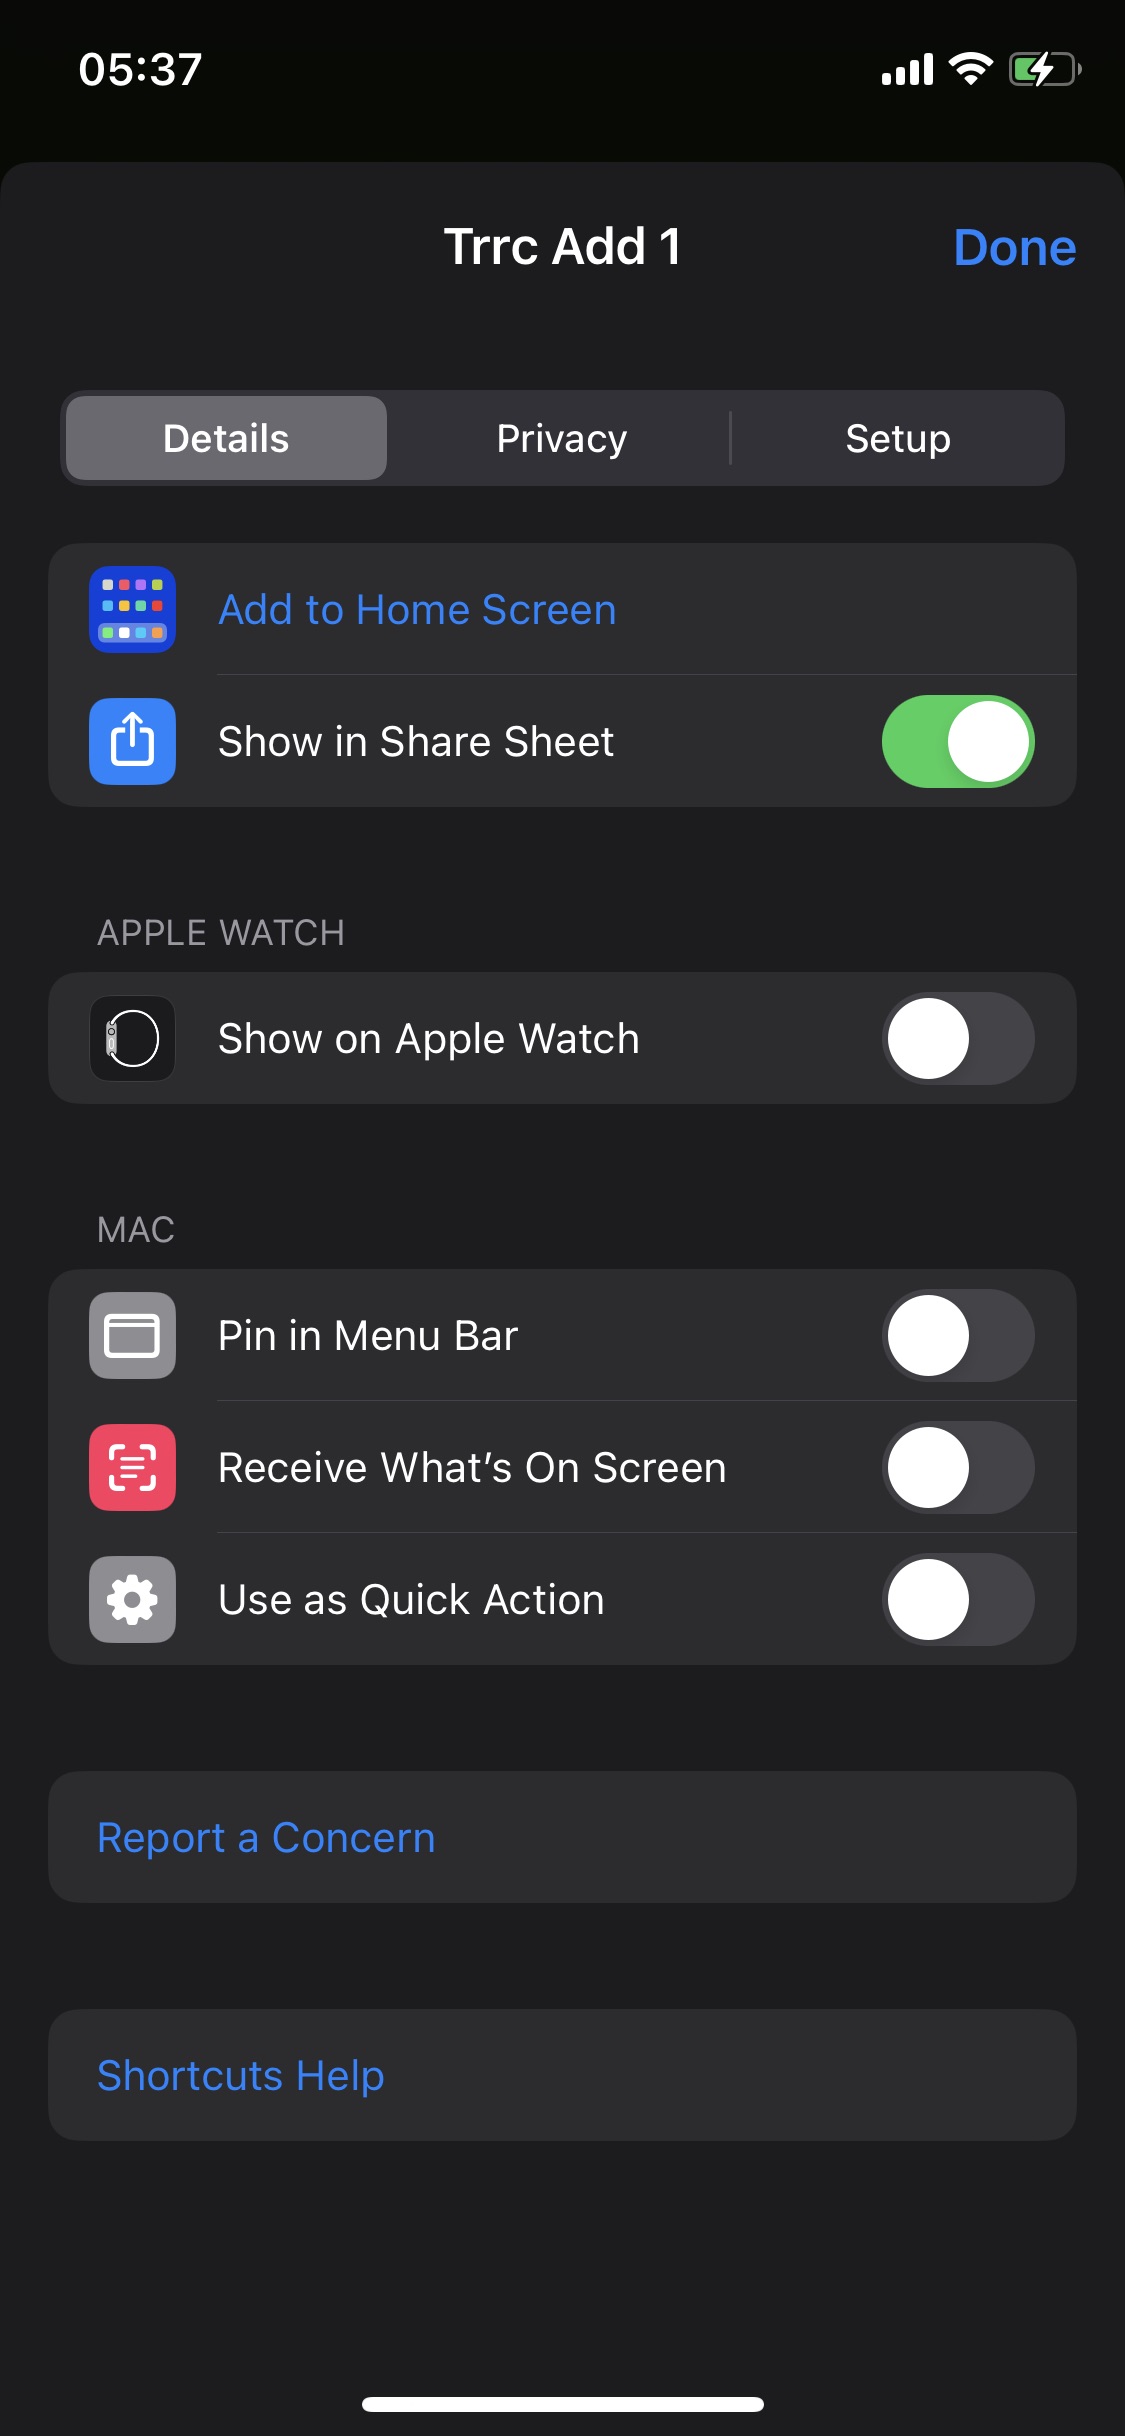 05:37
Trrc Add 1
Done
Details
Privacy
Setup
Add to Home Screen
Show in Share Sheet
APPLE WATCH
Show on Apple Watch
MAC
Pin in Menu Bar
Receive What’s On Screen
Use as Quick Action
Report a Concern
Shortcuts Help